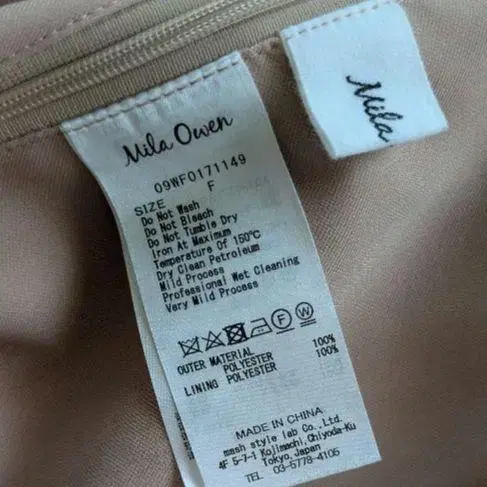 Mila Owen
09WF0171149
SIZE F
Do Not Wash
Do Not Bleach
Do Not Tumble Dry
Iron At Maximum
Temperature Of 150℃
Dry Clean Petroleum
Mild Process
Professional Wet Cleaning
Very Mild Process
F W
OUTER MATERIAL 100%
POLYESTER 100%
LINING POLYESTER
MADE IN CHINA
mash style lab Co.,Ltd.
4F 5-7-1 Kojimachi,Chiyoda-Ku
Tokyo,Japan
TEL 03-5778-4105
Mila